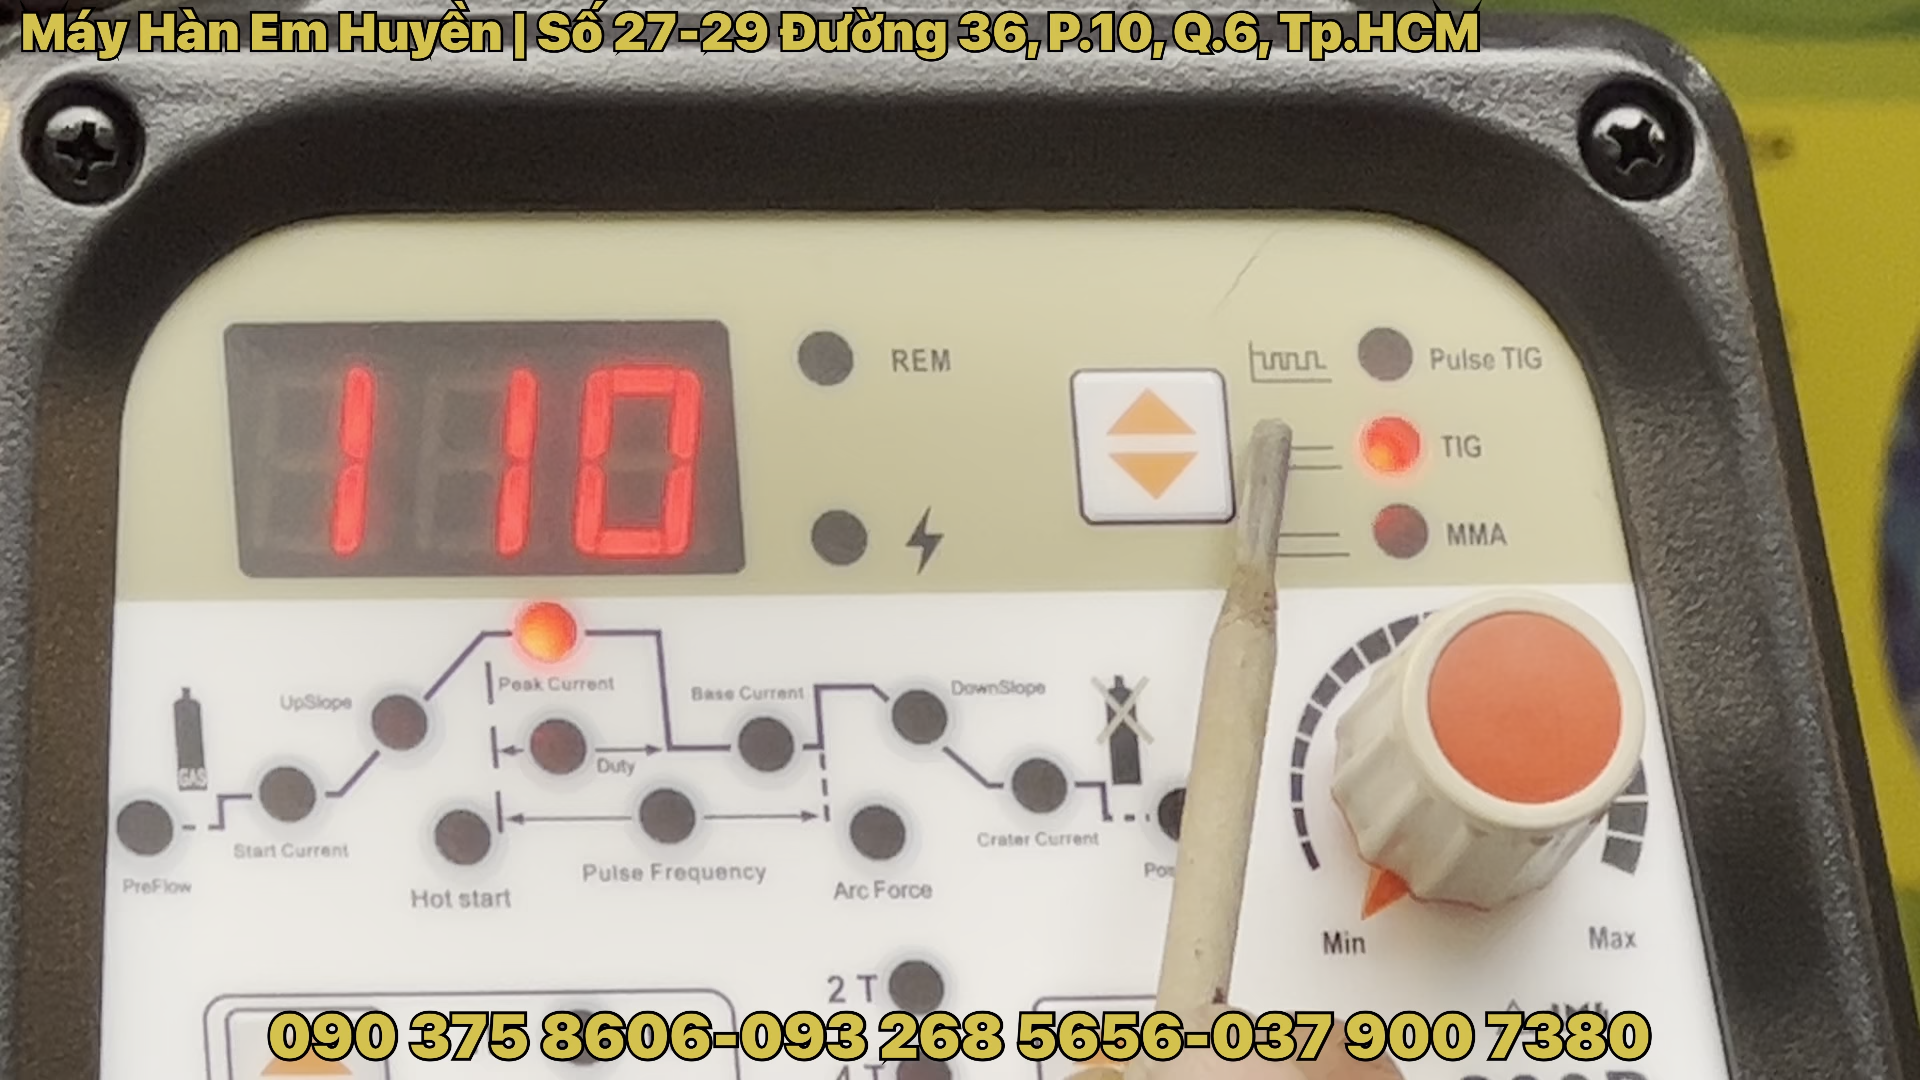 Máy Hàn Em Huyền | Số 27-29 Đường 36, P.10, Q.6, Tp.HCM
110
REM
Pulse TIG
TIG
MMA
Peak Current
UpSlope
Base Current
DownSlope
GAS
Duty
Start Current
Crater Current
PreFlow
Hot start
Pulse Frequency
Arc Force
Min
Max
2 T
090 375 8606-093 268 5656-037 900 7380
4 T